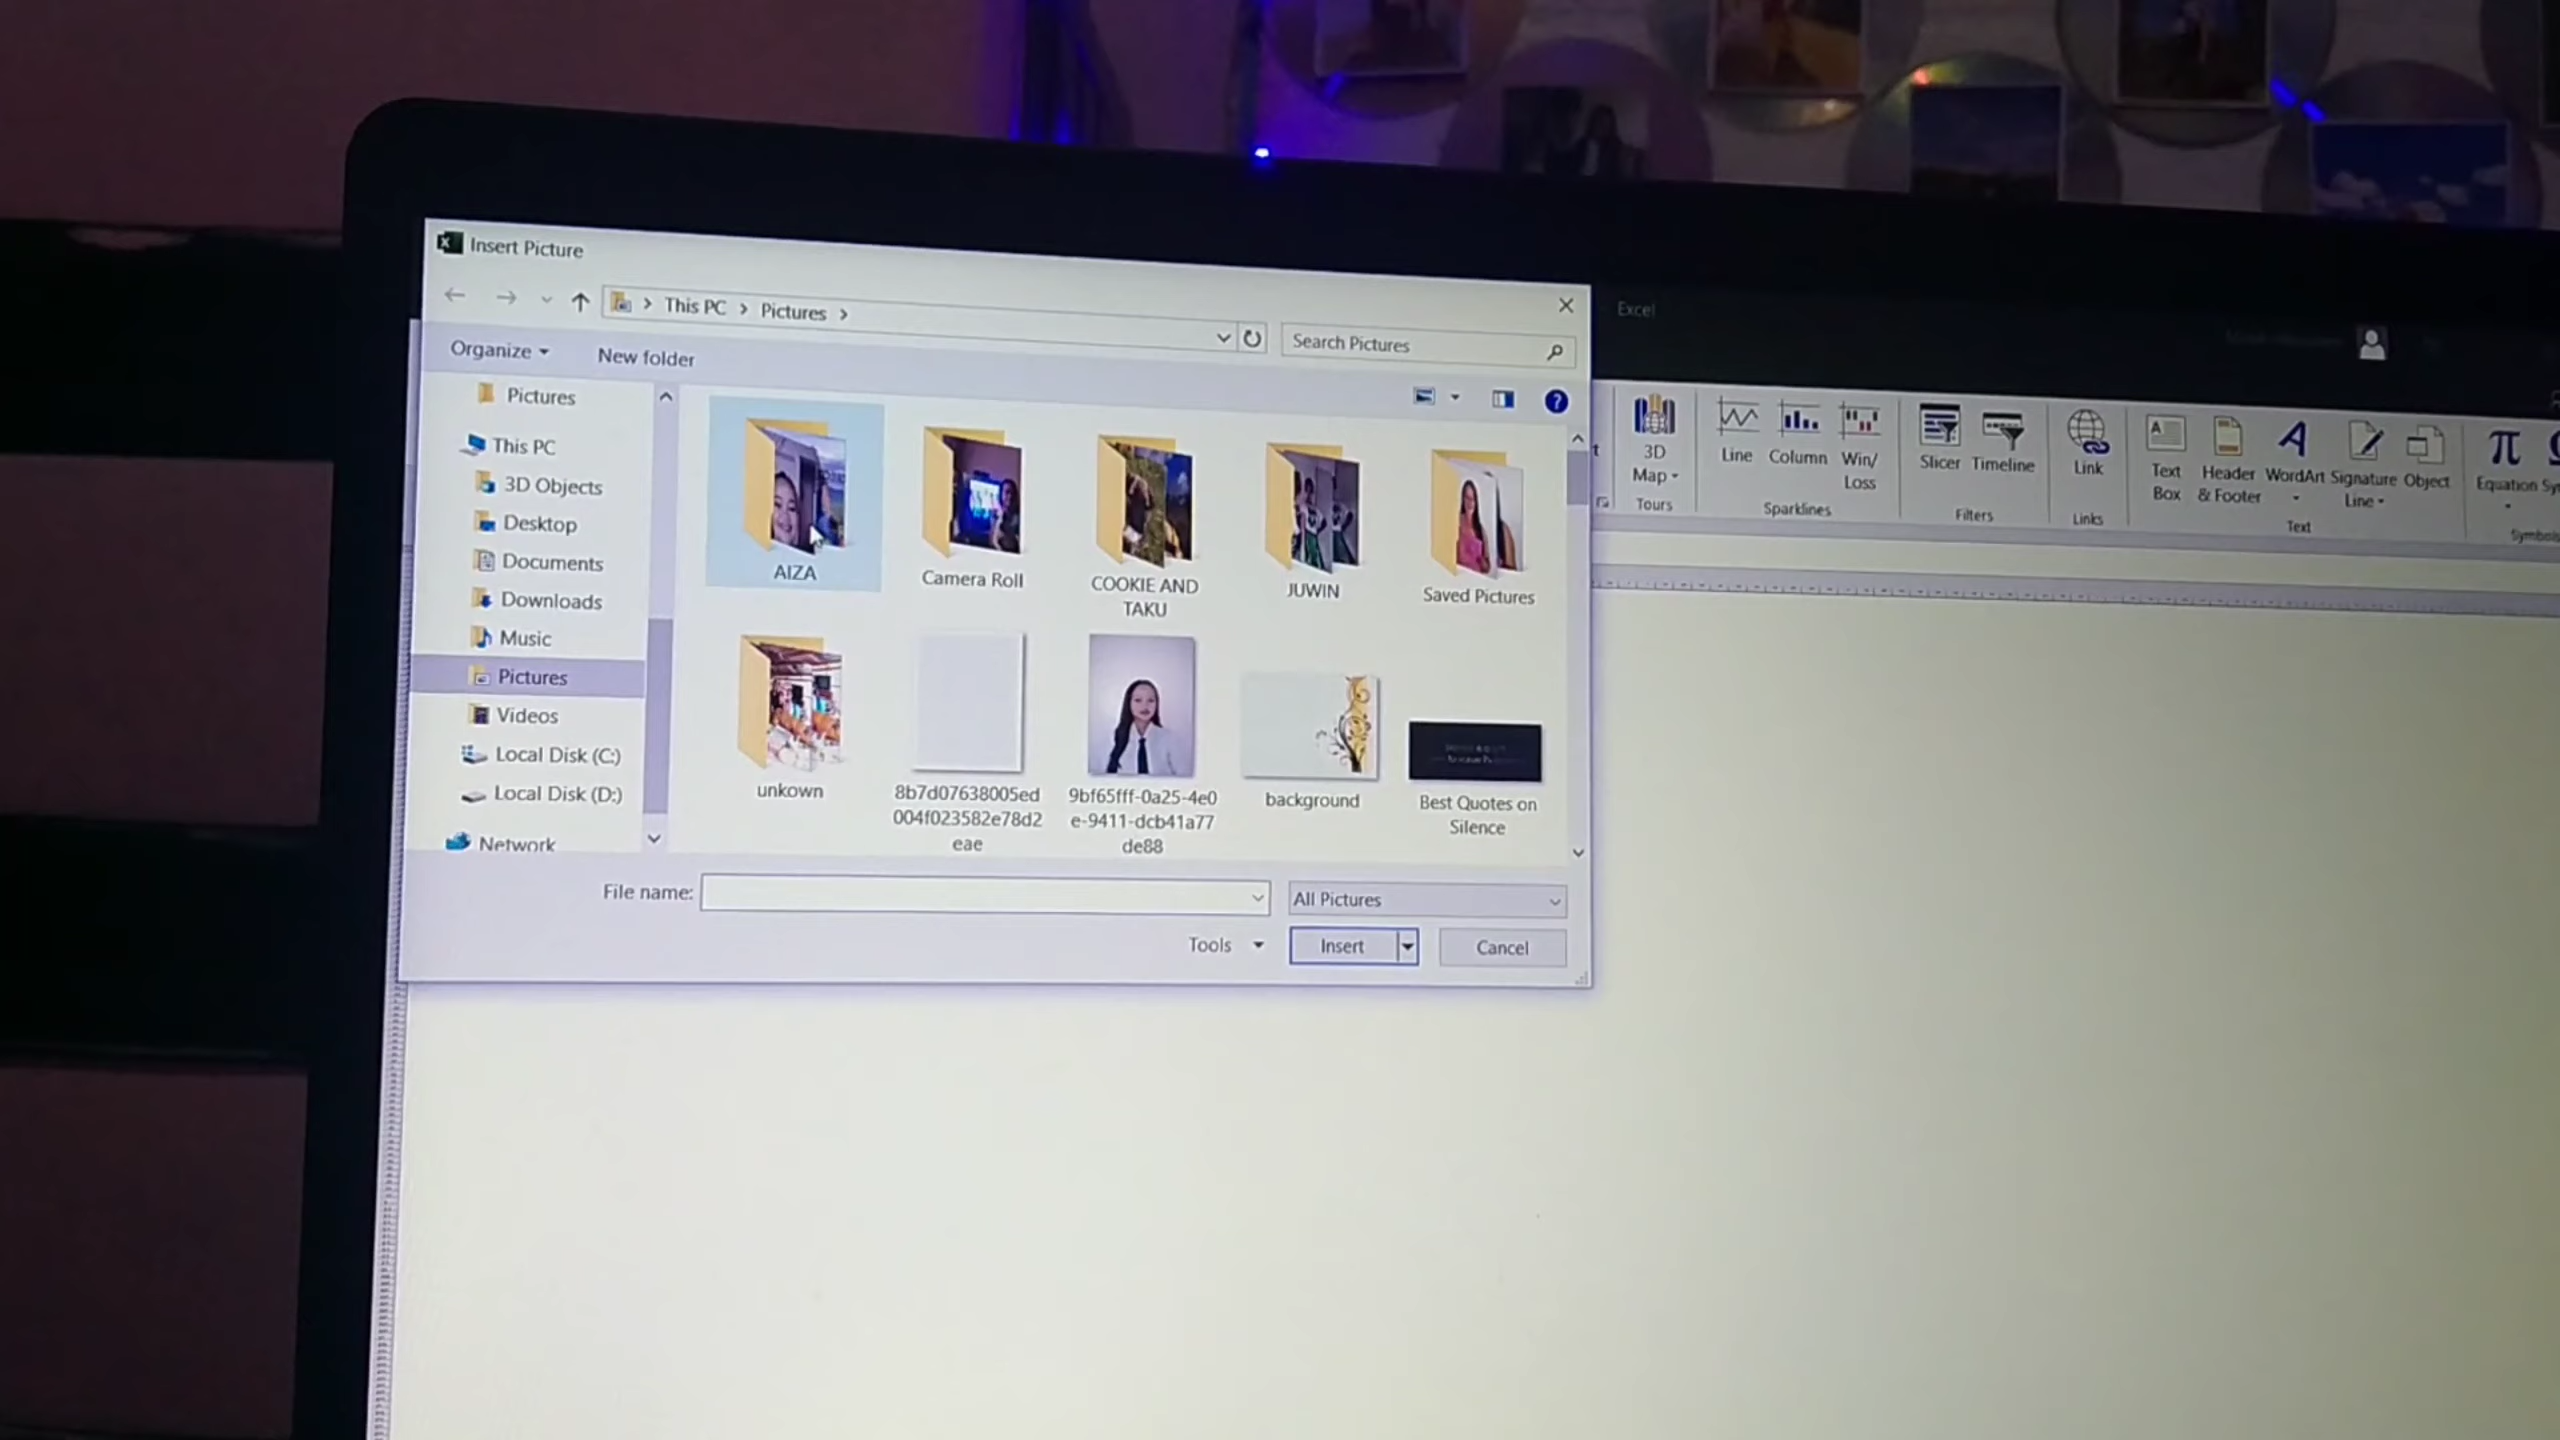 Insert Picture
Excel
This PC > Pictures >
Search Pictures
Organize
New folder
Pictures
This PC
3D Objects
Desktop
Documents
Downloads
Music
Pictures
Videos
Local Disk (C:)
Local Disk (D:)
Network
AIZA
Camera Roll
COOKIE AND
TAKU
JUWIN
Saved Pictures
unkown
8b7d07638005ed
004f023582e78d2
eae
9bf65fff-0a25-4e0
e-9411-dcb41a77
de88
background
Best Quotes on
Silence
File name:
All Pictures
Tools
Insert
Cancel
3D
Map
Tours
Line
Column
Win/
Loss
Sparklines
Slicer
Timeline
Filters
Link
Links
Text
Box
Header
& Footer
WordArt
Signature
Line
Object
Text
Equation